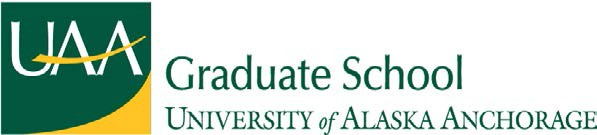 UAA
Graduate School
UNIVERSITY of ALASKA ANCHORAGE